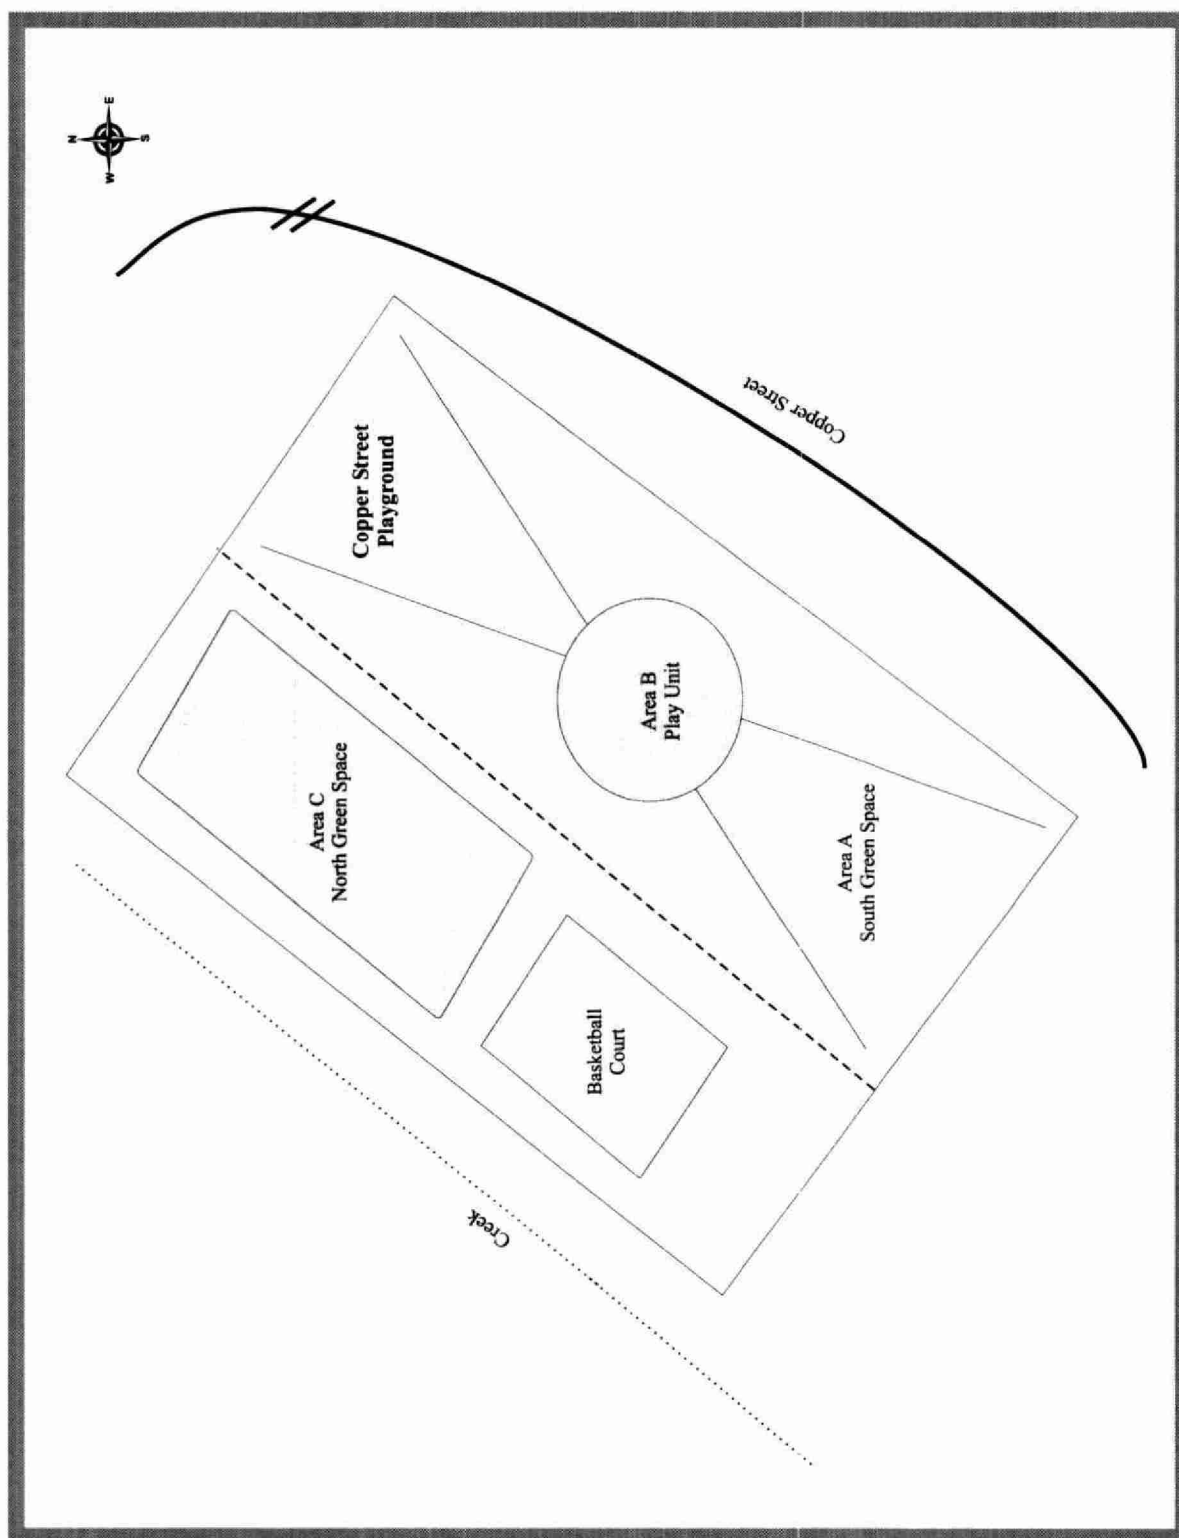 N
E
S
W
Copper Street
Copper Street
Playground
Area B
Play Unit
Area C
North Green Space
Area A
South Green Space
Basketball
Court
Creek